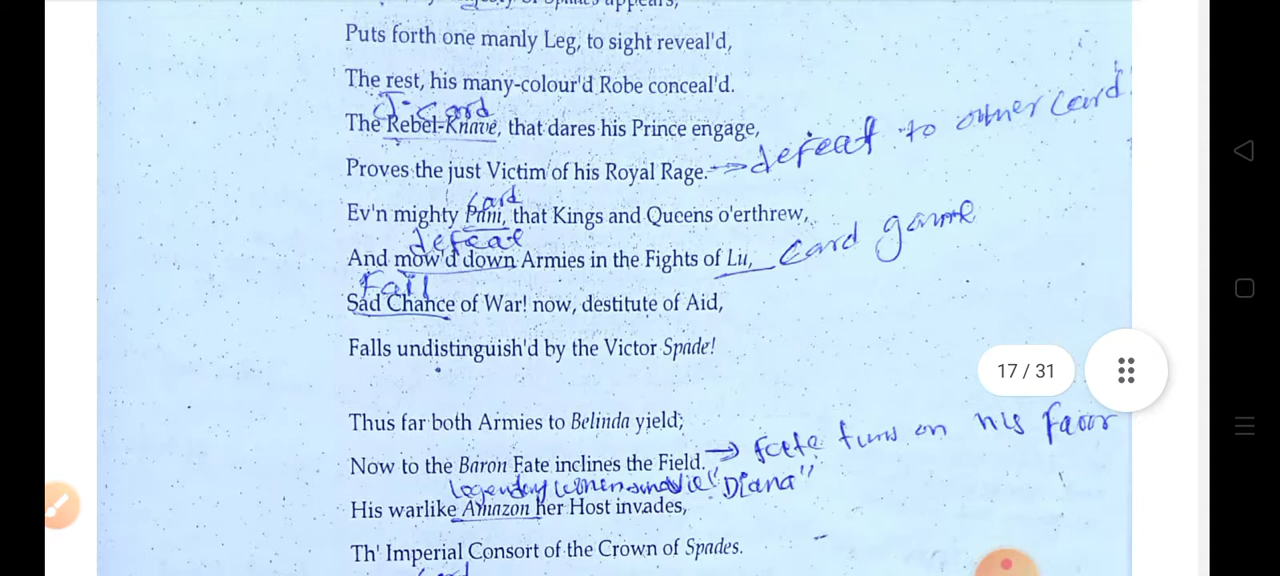 appears,
Puts forth one manly Leg, to sight reveal'd,
The rest, his many-colour'd Robe conceal'd.
J-Card
The Rebel-Knave, that dares his Prince engage,
defeat to other card
Proves the just Victim of his Royal Rage.
card
Ev'n mighty Pam, that Kings and Queens o'erthrew,
defeat
And mow'd down Armies in the Fights of Lu,
card game
Fall
Sad Chance of War! now, destitute of Aid,
Falls undistinguish'd by the Victor Spade!
17 / 31
Thus far both Armies to Belinda yield;
Now to the Baron Fate inclines the Field.
fate turns on his favor
Legendary "Diana"
His warlike Amazon her Host invades,
Th' Imperial Consort of the Crown of Spades.